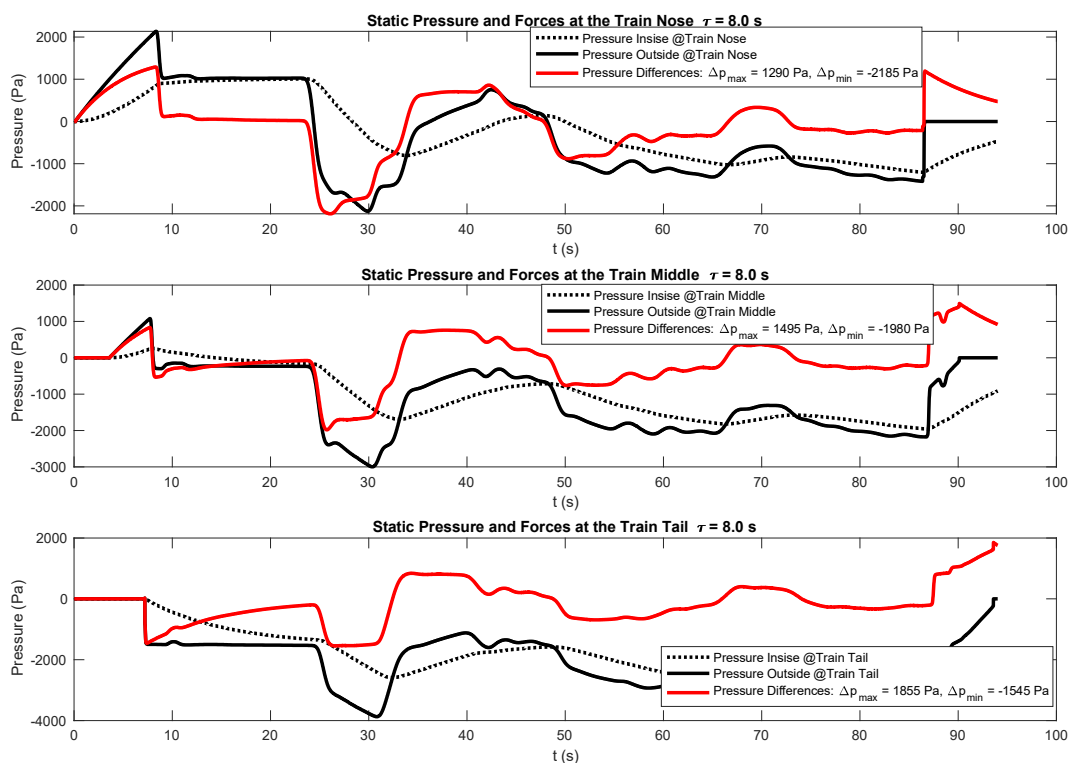 Static Pressure and Forces at the Train Nose τ = 8.0 s
Pressure Insise @Train Nose
Pressure Outside @Train Nose
Pressure Differences: Δp_max = 1290 Pa, Δp_min = -2185 Pa
2000
1000
0
-1000
-2000
Pressure (Pa)
0 10 20 30 40 50 60 70 80 90 100
t (s)
Static Pressure and Forces at the Train Middle τ = 8.0 s
Pressure Insise @Train Middle
Pressure Outside @Train Middle
Pressure Differences: Δp_max = 1495 Pa, Δp_min = -1980 Pa
2000
1000
0
-1000
-2000
-3000
Pressure (Pa)
0 10 20 30 40 50 60 70 80 90 100
t (s)
Static Pressure and Forces at the Train Tail τ = 8.0 s
2000
0
-2000
-4000
Pressure (Pa)
Pressure Insise @Train Tail
Pressure Outside @Train Tail
Pressure Differences: Δp_max = 1855 Pa, Δp_min = -1545 Pa
0 10 20 30 40 50 60 70 80 90 100
t (s)